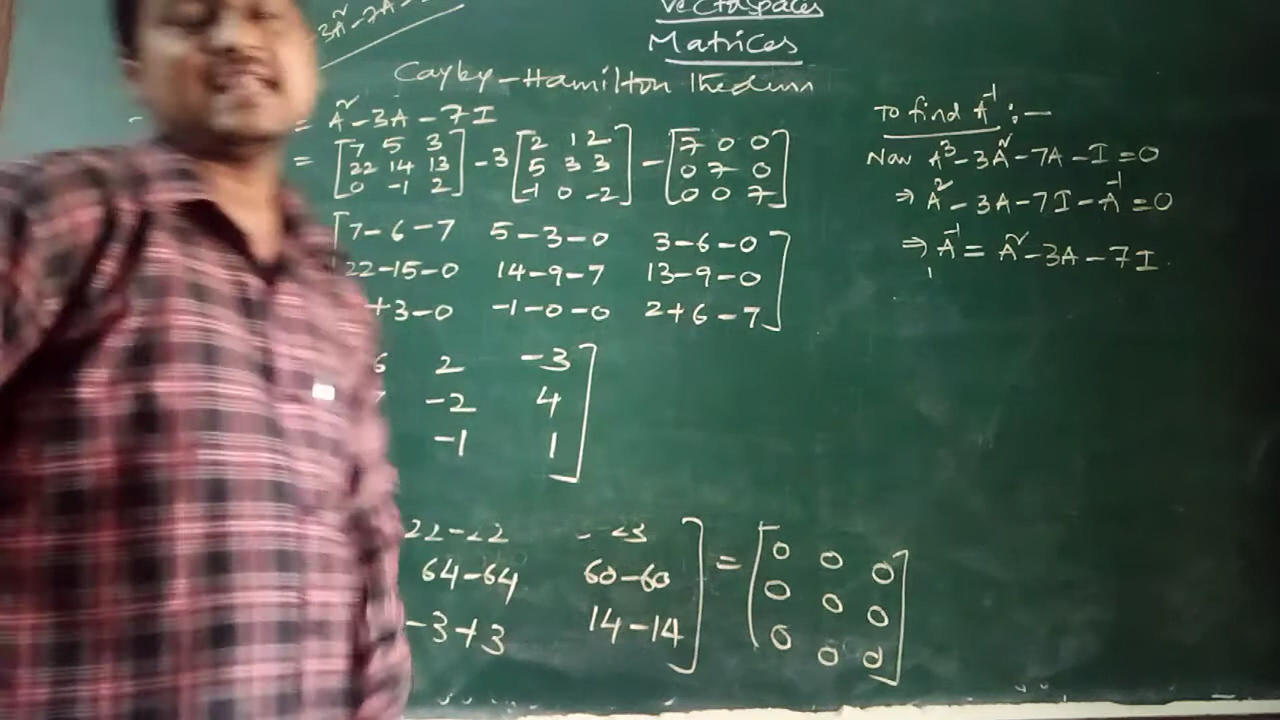 3A² - 7A -
Vectorspaces
Matrices
Cayley-Hamilton Theorem
= A² - 3A - 7I
= [7 5 3] - 3 [2 1 2] - [7 0 0]
[22 14 13] [5 3 3] [0 7 0]
[0 -1 2] [-1 0 -2] [0 0 7]
[7-6-7 5-3-0 3-6-0]
22-15-0 14-9-7 13-9-0
+3-0 -1-0-0 2+6-7
6 2 -3
-2 4
-1 1
22-22 -23
64-64 60-60
-3+3 14-14
= [0 0 0]
[0 0 0]
[0 0 0]
To find A⁻¹ :-
Now A³ - 3A² - 7A - I = 0
⇒ A² - 3A - 7I - A⁻¹ = 0
⇒ A⁻¹ = A² - 3A - 7I